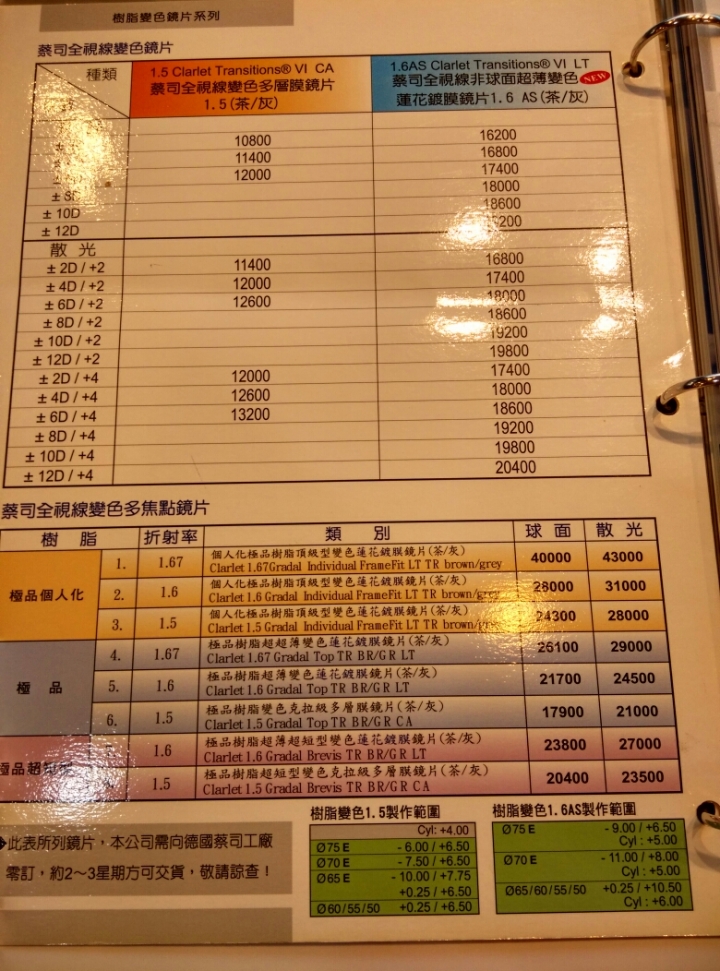 樹脂變色鏡片系列
蔡司全視線變色鏡片
種類 1.5 Clarlet Transitions® VI CA 1.6AS Clarlet Transitions® VI LT
蔡司全視線變色多層膜鏡片 蔡司全視線非球面超薄變色 NEW
1.5(茶/灰) 蓮花鍍膜鏡片1.6 AS(茶/灰)
10800 16200
11400 16800
12000 17400
18000
± 10D 18600
± 12D
散 光
± 2D / +2 11400 16800
± 4D / +2 12000 17400
± 6D / +2 12600 18000
± 8D / +2 18600
± 10D / +2 19200
± 12D / +2 19800
± 2D / +4 12000 17400
± 4D / +4 12600 18000
± 6D / +4 13200 18600
± 8D / +4 19200
± 10D / +4 19800
± 12D / +4 20400
蔡司全視線變色多焦點鏡片
樹 脂 折射率 類 別 球 面 散 光
極品個人化
1. 1.67 個人化極品樹脂頂級型變色蓮花鍍膜鏡片(茶/灰) 40000 43000
Clarlet 1.67Gradal Individual FrameFit LT TR brown/grey
2. 1.6 個人化極品樹脂頂級型變色蓮花鍍膜鏡片(茶/灰) 28000 31000
Clarlet 1.6 Gradal Individual FrameFit LT TR brown/grey
3. 1.5 個人化極品樹脂頂級型變色蓮花鍍膜鏡片(茶/灰) 24300 28000
Clarlet 1.5 Gradal Individual FrameFit LT TR brown/grey
極 品
4. 1.67 極品樹脂超超薄變色蓮花鍍膜鏡片(茶/灰) 26100 29000
Clarlet 1.67 Gradal Top TR BR/GR LT
5. 1.6 極品樹脂超薄變色蓮花鍍膜鏡片(茶/灰) 21700 24500
Clarlet 1.6 Gradal Top TR BR/GR LT
6. 1.5 極品樹脂變色克拉級多層膜鏡片(茶/灰) 17900 21000
Clarlet 1.5 Gradal Top TR BR/GR CA
1.6 極品樹脂超薄超短型變色蓮花鍍膜鏡片(茶/灰) 23800 27000
Clarlet 1.6 Gradal Brevis TR BR/GR LT
1.5 極品樹脂超短型變色克拉級多層膜鏡片(茶/灰) 20400 23500
Clarlet 1.5 Gradal Brevis TR BR/GR CA
此表所列鏡片，本公司需向德國蔡司工廠
零訂，約2～3星期方可交貨，敬請諒查！
樹脂變色1.5製作範圍
Cyl: +4.00
Ø75 E - 6.00 / +6.50
Ø70 E - 7.50 / +6.50
Ø65 E - 10.00 / +7.75
+0.25 / +6.50
Ø60/55/50 +0.25 / +6.50
樹脂變色1.6AS製作範圍
Ø75 E - 9.00 / +6.50
Cyl : +5.00
Ø70 E - 11.00 / +8.00
Cyl : +5.00
Ø65/60/55/50 +0.25 / +10.50
Cyl : +6.00